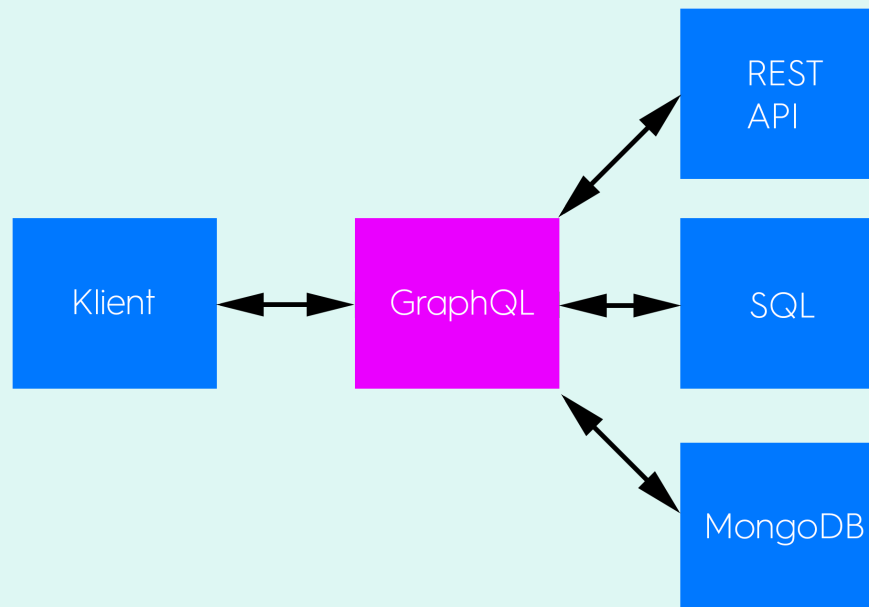 REST
API
Klient
GraphQL
SQL
MongoDB